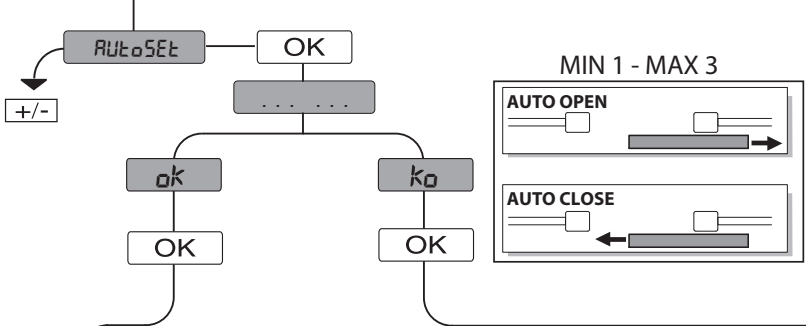 AUtoSEt
OK
MIN 1 - MAX 3
+/-
... ...
AUTO OPEN
ok
ko
AUTO CLOSE
OK
OK